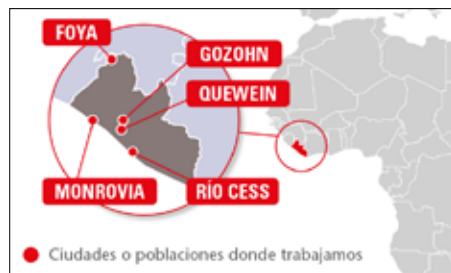 FOYA
GOZOHN
QUEWEIN
MONROVIA
RÍO CESS
Ciudades o poblaciones donde trabajamos